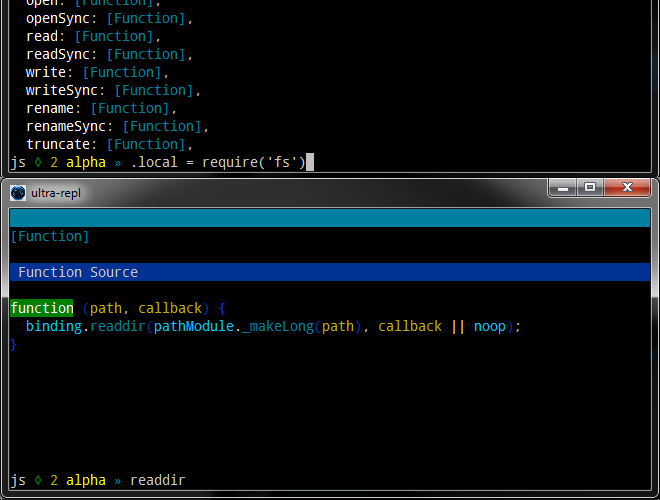 open: [Function],
openSync: [Function],
read: [Function],
readSync: [Function],
write: [Function],
writeSync: [Function],
rename: [Function],
renameSync: [Function],
truncate: [Function],
js ◊ 2 alpha » .local = require('fs')
ultra-repl
[Function]
Function Source
function (path, callback) {
binding.readdir(pathModule._makeLong(path), callback || noop);
}
js ◊ 2 alpha » readdir